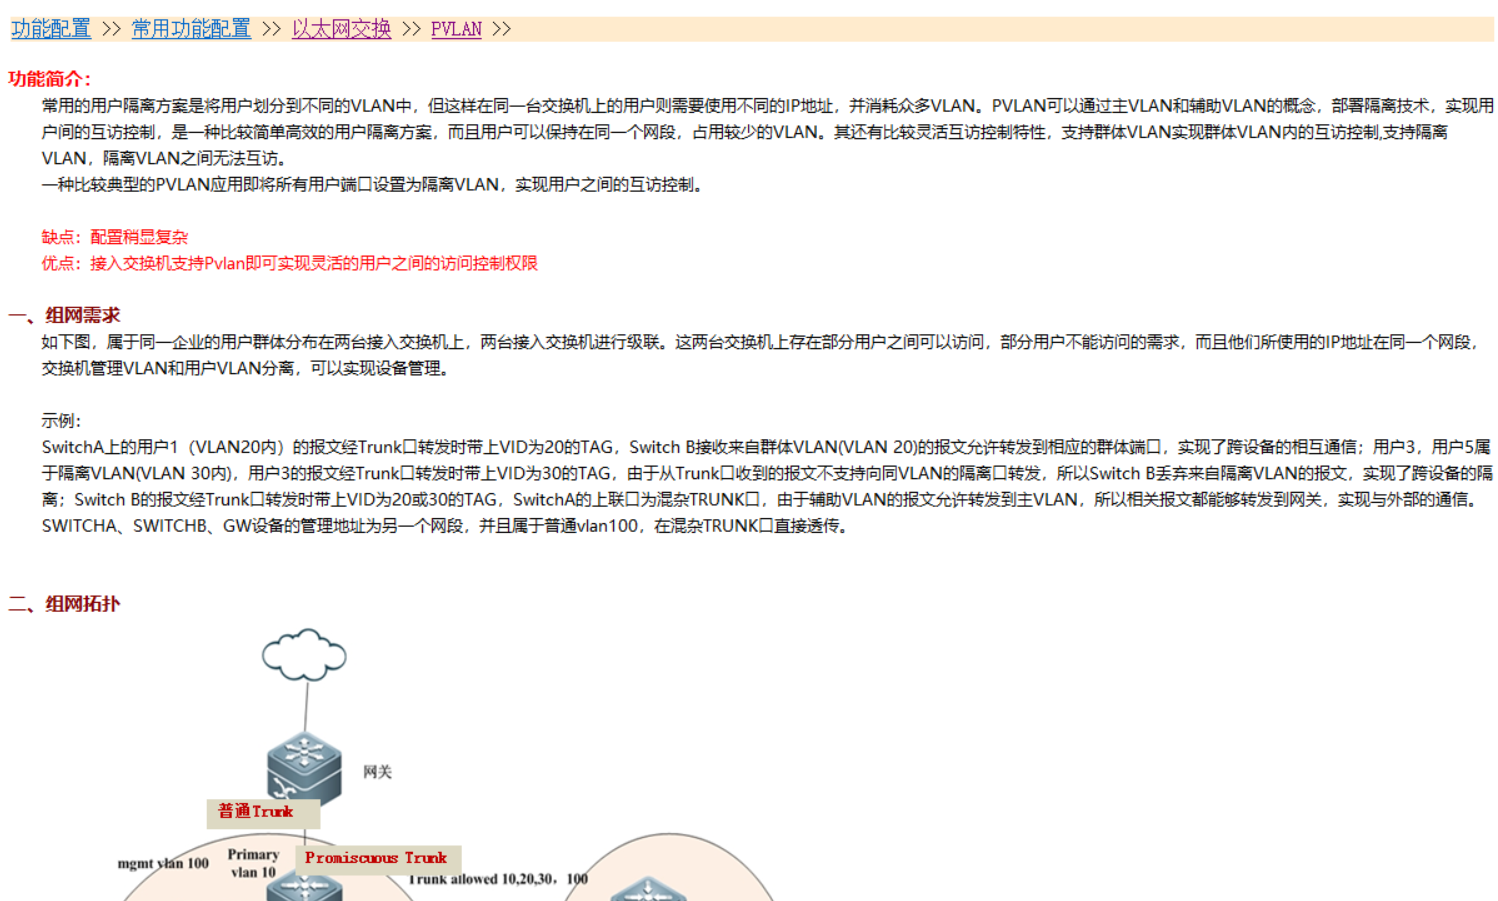 功能配置 >> 常用功能配置 >> 以太网交换 >> PVLAN >>
功能简介：
常用的用户隔离方案是将用户划分到不同的VLAN中，但这样在同一台交换机上的用户则需要使用不同的IP地址，并消耗众多VLAN。PVLAN可以通过主VLAN和辅助VLAN的概念，部署隔离技术，实现用
户间的互访控制，是一种比较简单高效的用户隔离方案，而且用户可以保持在同一个网段，占用较少的VLAN。其还有比较灵活互访控制特性，支持群体VLAN实现群体VLAN内的互访控制,支持隔离
VLAN，隔离VLAN之间无法互访。
一种比较典型的PVLAN应用即将所有用户端口设置为隔离VLAN，实现用户之间的互访控制。
缺点：配置稍显复杂
优点：接入交换机支持Pvlan即可实现灵活的用户之间的访问控制权限
一、组网需求
如下图，属于同一企业的用户群体分布在两台接入交换机上，两台接入交换机进行级联。这两台交换机上存在部分用户之间可以访问，部分用户不能访问的需求，而且他们所使用的IP地址在同一个网段，
交换机管理VLAN和用户VLAN分离，可以实现设备管理。
示例：
SwitchA上的用户1（VLAN20内）的报文经Trunk口转发时带上VID为20的TAG，Switch B接收来自群体VLAN(VLAN 20)的报文允许转发到相应的群体端口，实现了跨设备的相互通信；用户3，用户5属
于隔离VLAN(VLAN 30内)，用户3的报文经Trunk口转发时带上VID为30的TAG，由于从Trunk口收到的报文不支持向同VLAN的隔离口转发，所以Switch B丢弃来自隔离VLAN的报文，实现了跨设备的隔
离；Switch B的报文经Trunk口转发时带上VID为20或30的TAG，SwitchA的上联口为混杂TRUNK口，由于辅助VLAN的报文允许转发到主VLAN，所以相关报文都能够转发到网关，实现与外部的通信。
SWITCHA、SWITCHB、GW设备的管理地址为另一个网段，并且属于普通vlan100，在混杂TRUNK口直接透传。
二、组网拓扑
网关
普通Trunk
mgmt vlan 100
Primary
vlan 10
Promiscuous Trunk
Trunk allowed 10,20,30，100